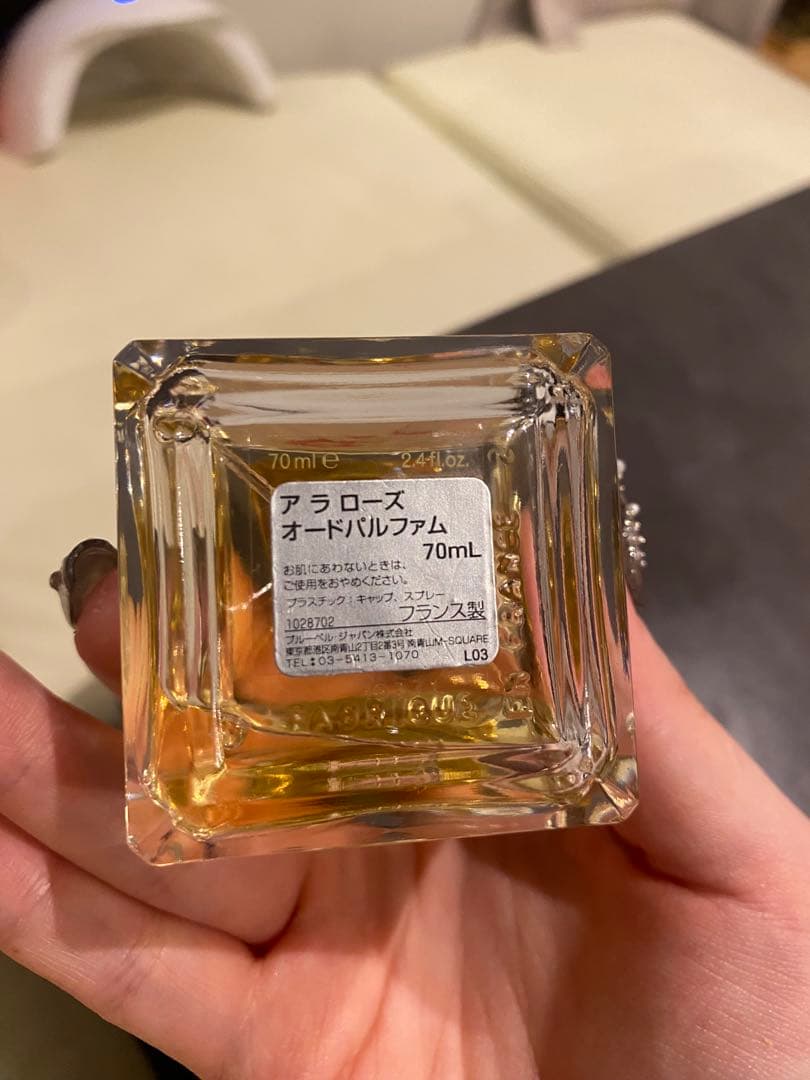 70 ml e 2.4 fl.oz.
ア ラ ローズ
オードパルファム
70mL
お肌にあわないときは、
ご使用をおやめください。
プラスチック：キャップ、スプレー
1028702 フランス製
ブルーベル・ジャパン株式会社
東京都港区南青山2丁目2番3号 南青山M-SQUARE
TEL:03-5413-1070 L03
FABRIQUÉ
EN FRANCE